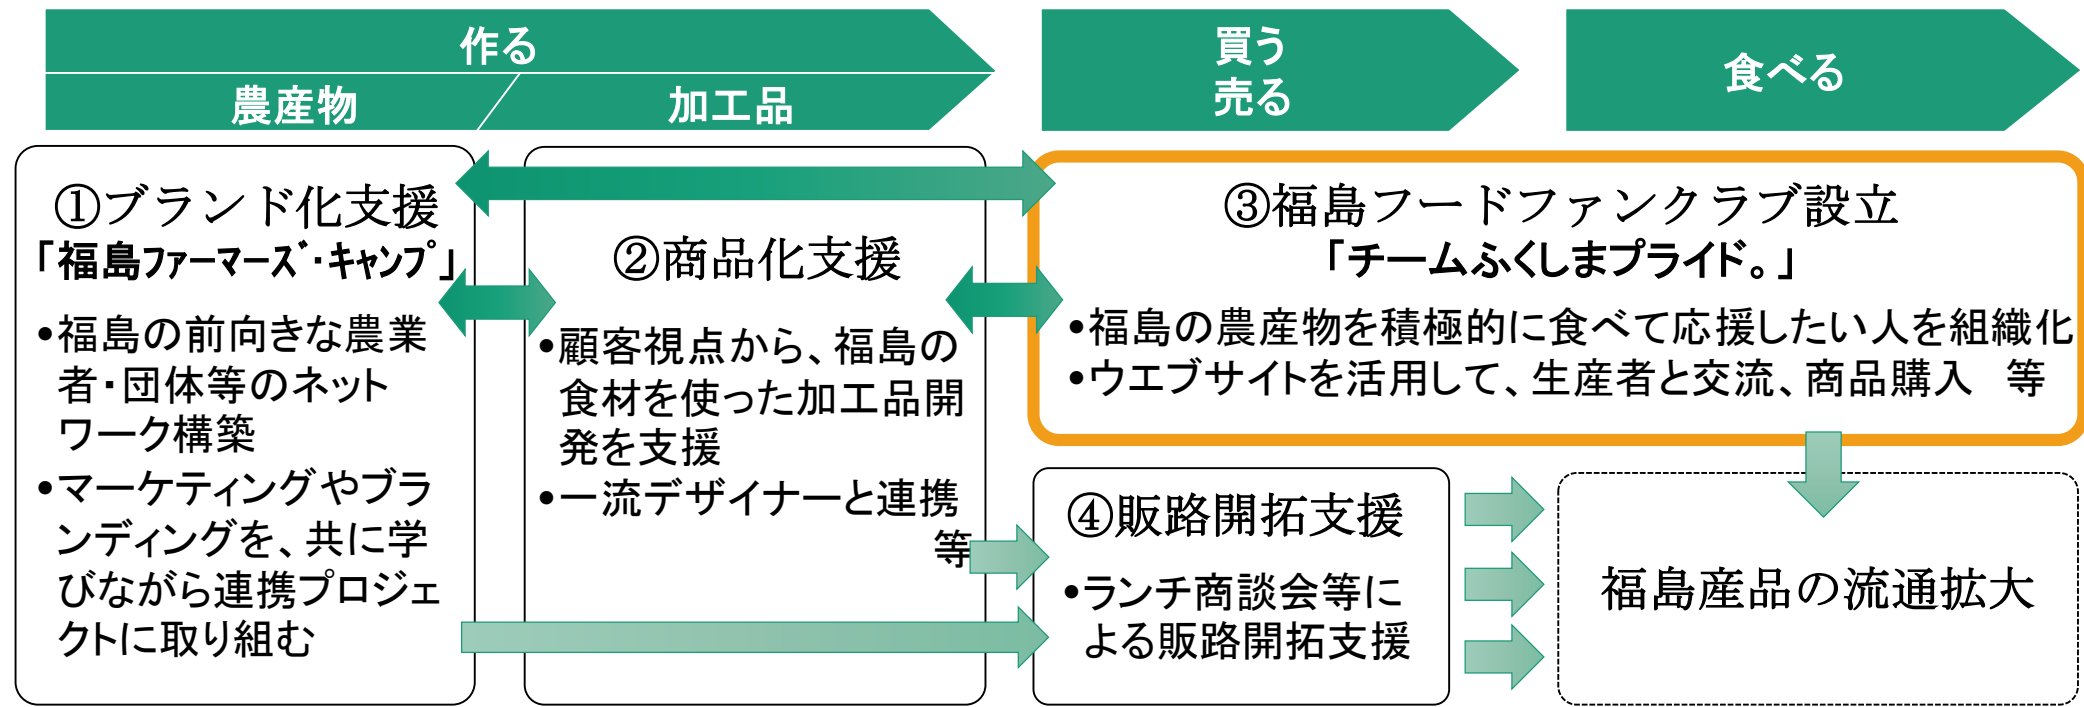 作る
農産物
加工品
買う
売る
食べる
①ブランド化支援
「福島ファーマーズ・キャンプ」
•福島の前向きな農業
者・団体等のネット
ワーク構築
•マーケティングやブラ
ンディングを、共に学
びながら連携プロジェ
クトに取り組む
②商品化支援
•顧客視点から、福島の
食材を使った加工品開
発を支援
•一流デザイナーと連携
等
③福島フードファンクラブ設立
「チームふくしまプライド。」
•福島の農産物を積極的に食べて応援したい人を組織化
•ウエブサイトを活用して、生産者と交流、商品購入　等
④販路開拓支援
•ランチ商談会等に
よる販路開拓支援
福島産品の流通拡大